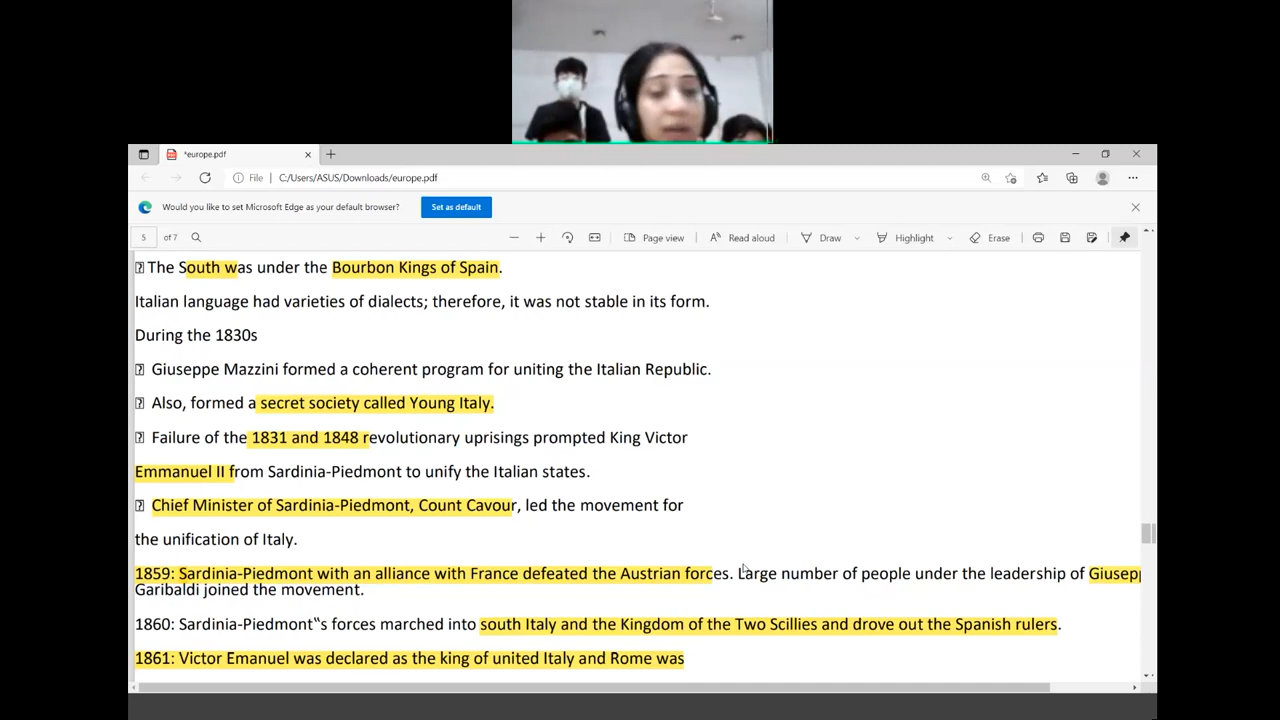 *europe.pdf
File | C:/Users/ASUS/Downloads/europe.pdf
Would you like to set Microsoft Edge as your default browser? Set as default
5 of 7 Page view Read aloud Draw Highlight Erase
The South was under the Bourbon Kings of Spain.
Italian language had varieties of dialects; therefore, it was not stable in its form.
During the 1830s
Giuseppe Mazzini formed a coherent program for uniting the Italian Republic.
Also, formed a secret society called Young Italy.
Failure of the 1831 and 1848 revolutionary uprisings prompted King Victor
Emmanuel II from Sardinia-Piedmont to unify the Italian states.
Chief Minister of Sardinia-Piedmont, Count Cavour, led the movement for
the unification of Italy.
1859: Sardinia-Piedmont with an alliance with France defeated the Austrian forces. Large number of people under the leadership of Giusepp
Garibaldi joined the movement.
1860: Sardinia-Piedmont‟s forces marched into south Italy and the Kingdom of the Two Scillies and drove out the Spanish rulers.
1861: Victor Emanuel was declared as the king of united Italy and Rome was